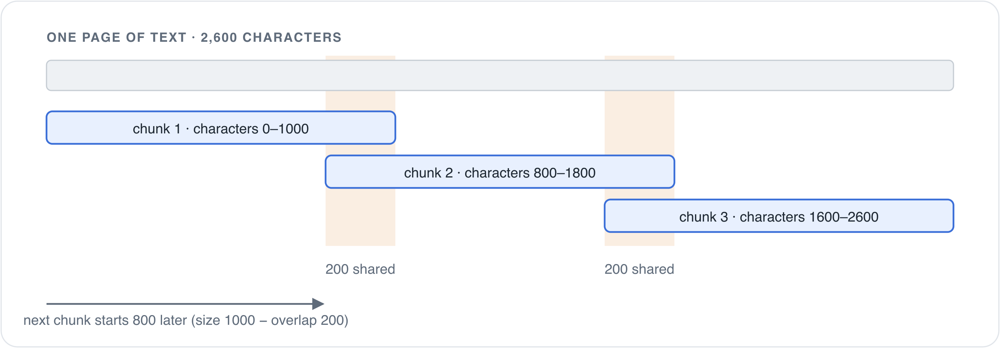 ONE PAGE OF TEXT · 2,600 CHARACTERS
chunk 1 · characters 0–1000
chunk 2 · characters 800–1800
chunk 3 · characters 1600–2600
200 shared
200 shared
next chunk starts 800 later (size 1000 − overlap 200)